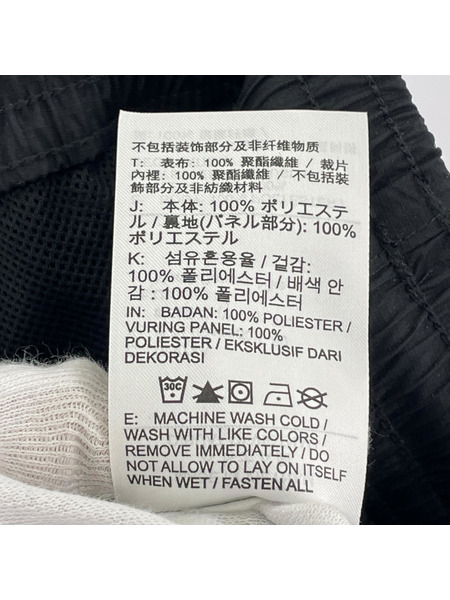 不包括装饰部分及非纤维物质
T: 表布: 100% 聚酯纖維 / 裁片
內裡: 100% 聚酯纖維 / 不包括裝
飾部分及非紡織材料
J: 本体: 100% ポリエステ
ル / 裏地(パネル部分): 100%
ポリエステル
K: 섬유혼용율 / 겉감:
100% 폴리에스터 / 배색 안
감 : 100% 폴리에스터
IN: BADAN: 100% POLIESTER /
VURING PANEL: 100%
POLIESTER / EKSKLUSIF DARI
DEKORASI
30C
E: MACHINE WASH COLD /
WASH WITH LIKE COLORS /
REMOVE IMMEDIATELY / DO
NOT ALLOW TO LAY ON ITSELF
WHEN WET / FASTEN ALL